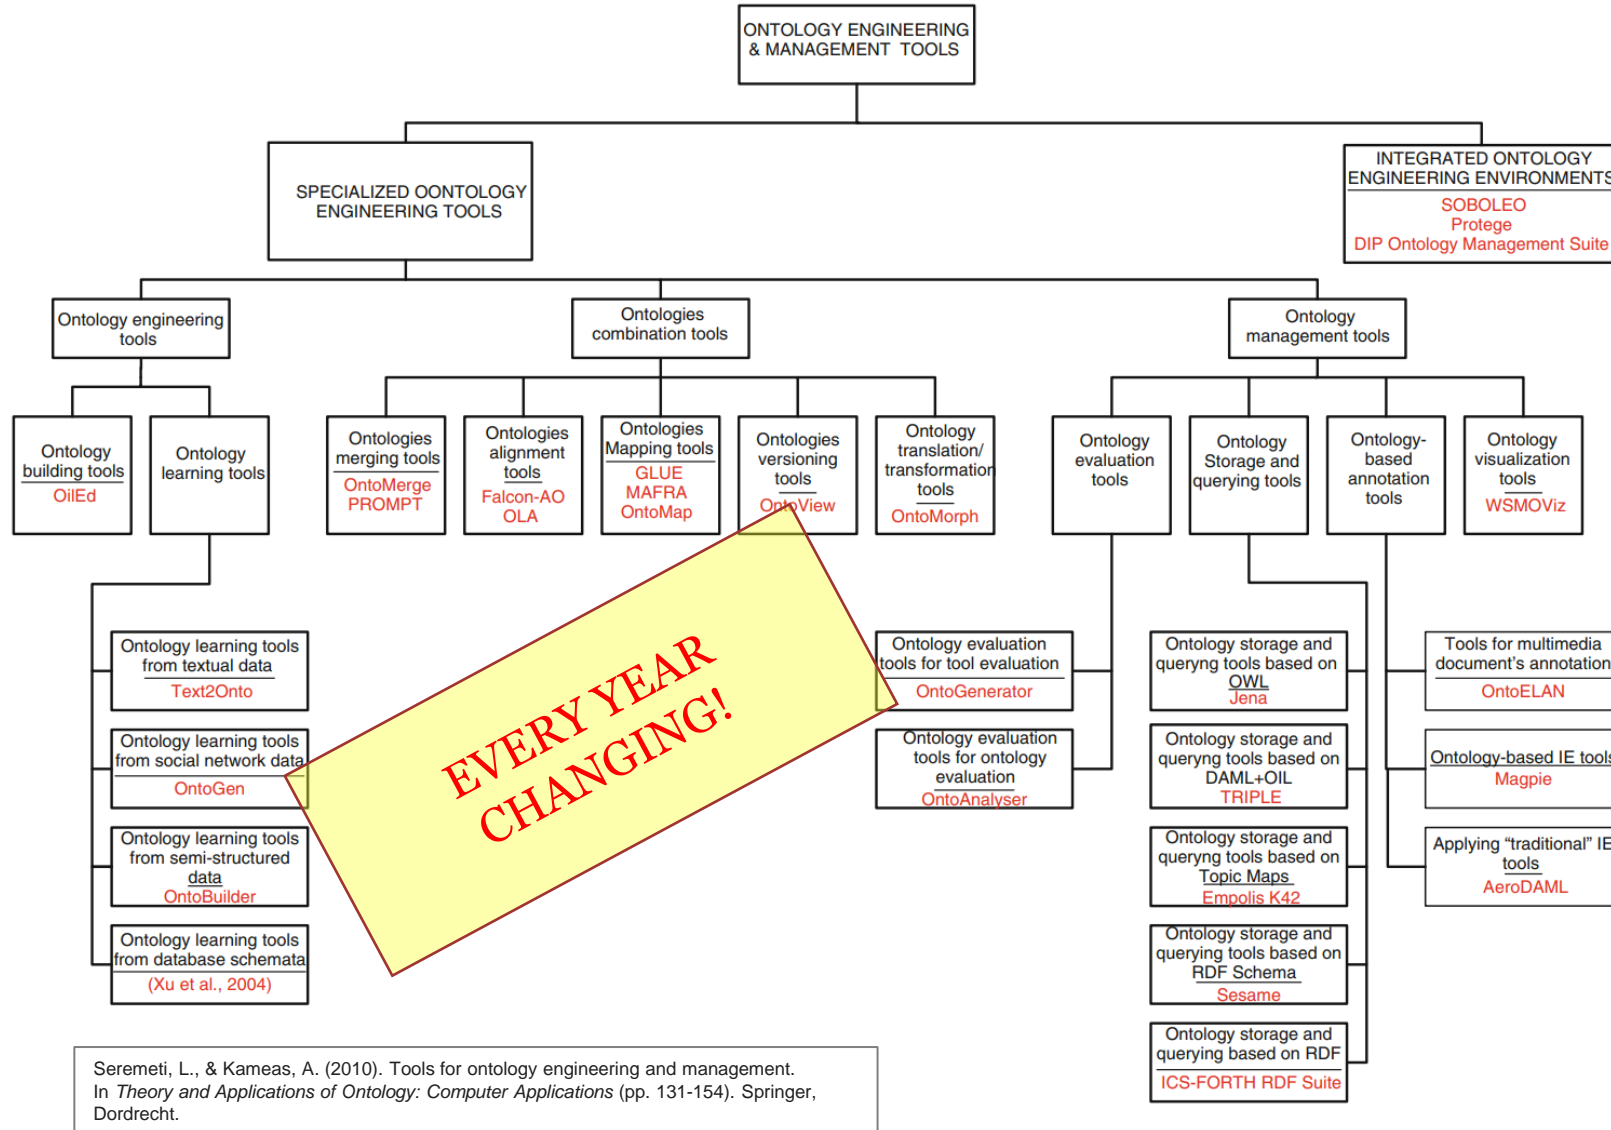 ONTOLOGY ENGINEERING
& MANAGEMENT TOOLS
SPECIALIZED OONTOLOGY
ENGINEERING TOOLS
INTEGRATED ONTOLOGY
ENGINEERING ENVIRONMENTS
SOBOLEO
Protege
DIP Ontology Management Suite
Ontology engineering
tools
Ontologies
combination tools
Ontology
management tools
Ontology
building tools
OilEd
Ontology
learning tools
Ontologies
merging tools
OntoMerge
PROMPT
Ontologies
alignment
tools
Falcon-AO
OLA
Ontologies
Mapping tools
GLUE
MAFRA
OntoMap
Ontologies
versioning
tools
OntoView
Ontology
translation/
transformation
tools
OntoMorph
Ontology
evaluation
tools
Ontology
Storage and
querying tools
Ontology-
based
annotation
tools
Ontology
visualization
tools
WSMOViz
Ontology learning tools
from textual data
Text2Onto
Ontology learning tools
from social network data
OntoGen
Ontology learning tools
from semi-structured
data
OntoBuilder
Ontology learning tools
from database schemata
(Xu et al., 2004)
EVERY YEAR
CHANGING!
Ontology evaluation
tools for tool evaluation
OntoGenerator
Ontology evaluation
tools for ontology
evaluation
OntoAnalyser
Ontology storage and
queryng tools based on
OWL
Jena
Ontology storage and
queryng tools based on
DAML+OIL
TRIPLE
Ontology storage and
queryng tools based on
Topic Maps
Empolis K42
Ontology storage and
querying tools based on
RDF Schema
Sesame
Ontology storage and
querying based on RDF
ICS-FORTH RDF Suite
Tools for multimedia
document's annotation
OntoELAN
Ontology-based IE tools
Magpie
Applying “traditional” IE
tools
AeroDAML
Seremeti, L., & Kameas, A. (2010). Tools for ontology engineering and management.
In Theory and Applications of Ontology: Computer Applications (pp. 131-154). Springer,
Dordrecht.